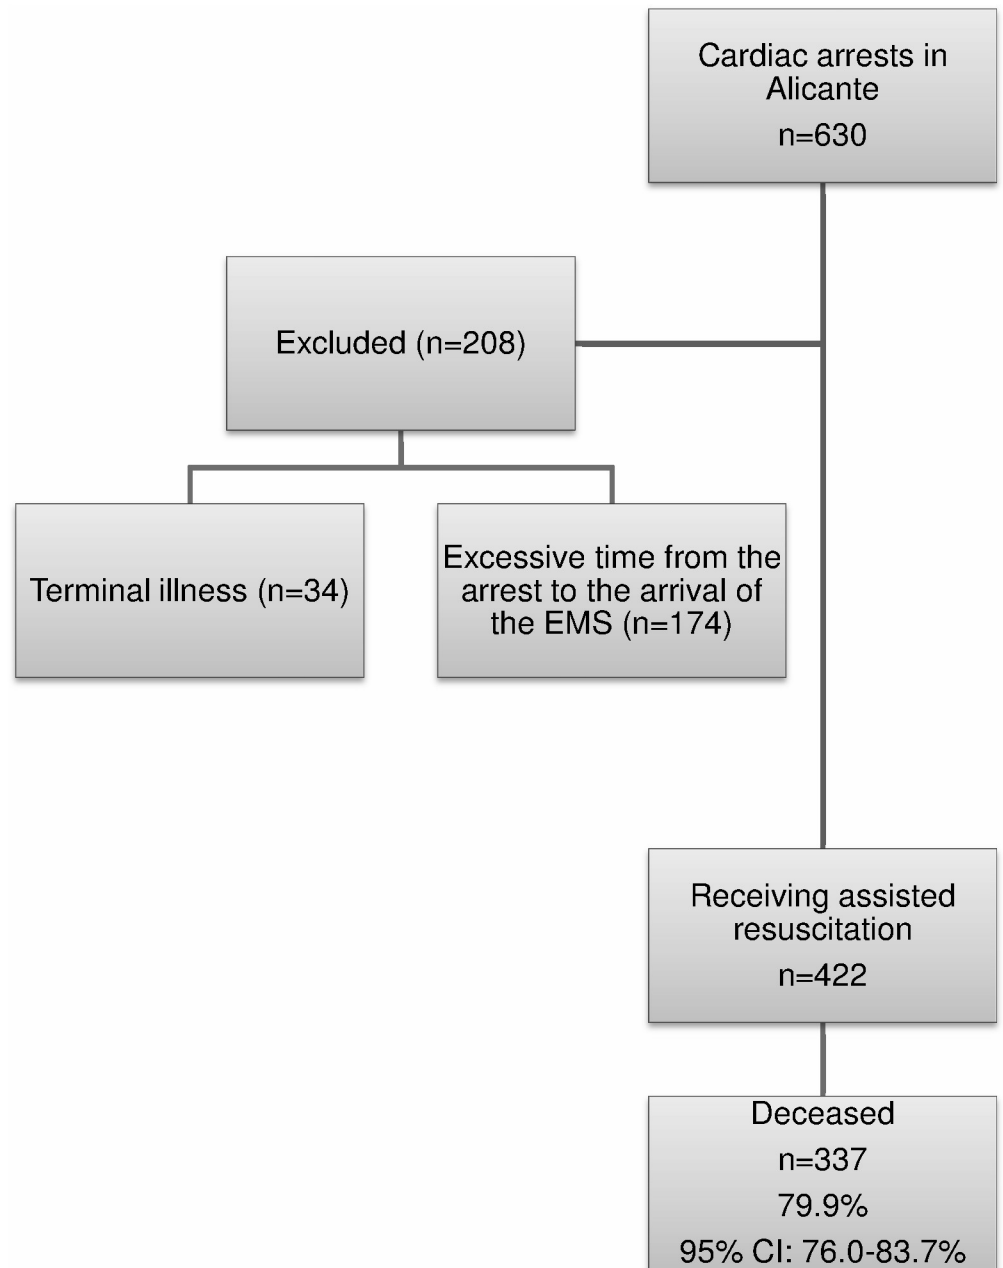 Cardiac arrests in
Alicante
n=630
Excluded (n=208)
Terminal illness (n=34)
Excessive time from the
arrest to the arrival of
the EMS (n=174)
Receiving assisted
resuscitation
n=422
Deceased
n=337
79.9%
95% CI: 76.0-83.7%